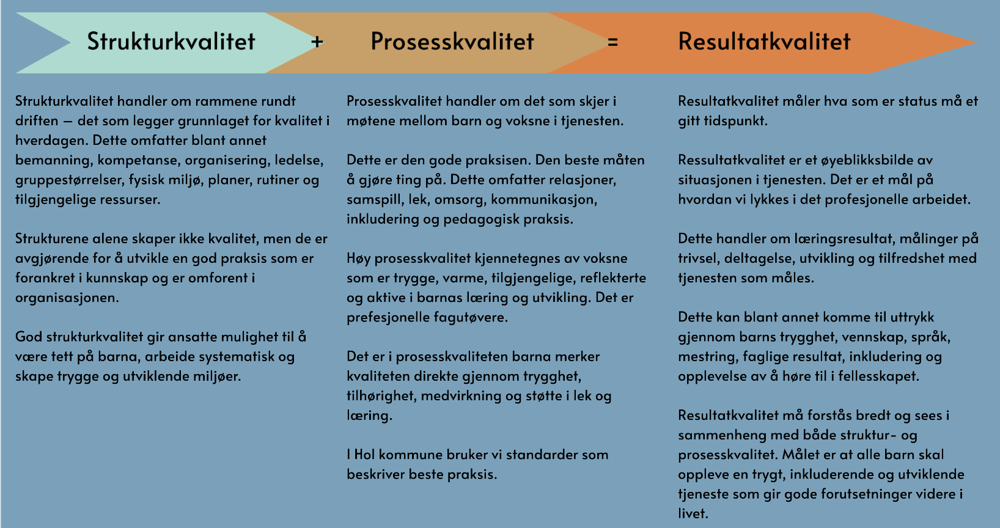 Strukturkvalitet + Prosesskvalitet = Resultatkvalitet
Strukturkvalitet handler om rammene rundt
driften – det som legger grunnlaget for kvalitet i
hverdagen. Dette omfatter blant annet
bemanning, kompetanse, organisering, ledelse,
gruppestørrelser, fysisk miljø, planer, rutiner og
tilgjengelige ressurser.
Strukturene alene skaper ikke kvalitet, men de er
avgjørende for å utvikle en god praksis som er
forankret i kunnskap og er omforent i
organisasjonen.
God strukturkvalitet gir ansatte mulighet til å
være tett på barna, arbeide systematisk og
skape trygge og utviklende miljøer.
Prosesskvalitet handler om det som skjer i
møtene mellom barn og voksne i tjenesten.
Dette er den gode praksisen. Den beste måten
å gjøre ting på. Dette omfatter relasjoner,
samspill, lek, omsorg, kommunikasjon,
inkludering og pedagogisk praksis.
Høy prosesskvalitet kjennetegnes av voksne
som er trygge, varme, tilgjengelige, reflekterte
og aktive i barnas læring og utvikling. Det er
prefesjonelle fagutøvere.
Det er i prosesskvaliteten barna merker
kvaliteten direkte gjennom trygghet,
tilhørighet, medvirkning og støtte i lek og
læring.
I Hol kommune bruker vi standarder som
beskriver beste praksis.
Resultatkvalitet måler hva som er status må et
gitt tidspunkt.
Ressultatkvalitet er et øyeblikksbilde av
situasjonen i tjenesten. Det er et mål på
hvordan vi lykkes i det profesjonelle arbeidet.
Dette handler om læringsresultat, målinger på
trivsel, deltagelse, utvikling og tilfredshet med
tjenesten som måles.
Dette kan blant annet komme til uttrykk
gjennom barns trygghet, vennskap, språk,
mestring, faglige resultat, inkludering og
opplevelse av å høre til i fellesskapet.
Resultatkvalitet må forstås bredt og sees i
sammenheng med både struktur- og
prosesskvalitet. Målet er at alle barn skal
oppleve en trygt, inkluderende og utviklende
tjeneste som gir gode forutsetninger videre i
livet.